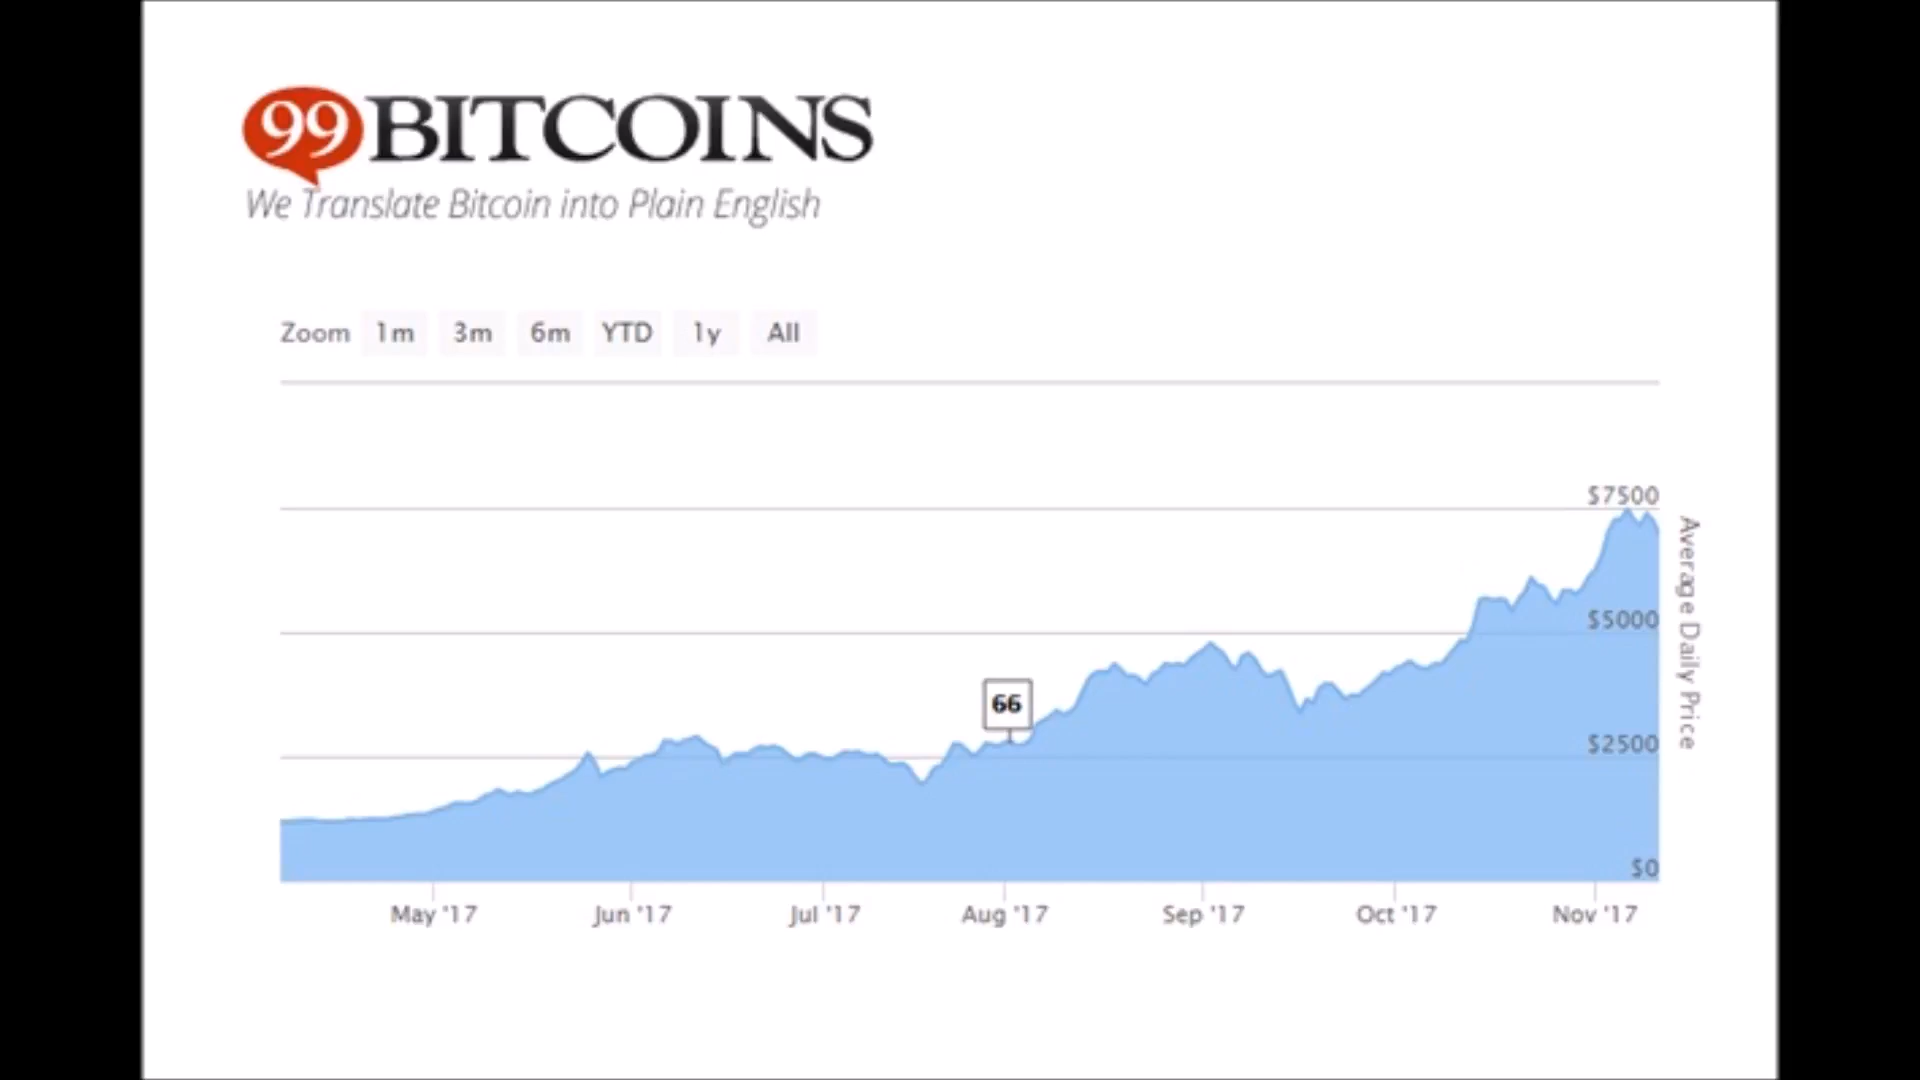 99BITCOINS
We Translate Bitcoin into Plain English
Zoom 1m 3m 6m YTD 1y All
$7500
$5000
66
$2500
$0
Average Daily Price
May '17 Jun '17 Jul '17 Aug '17 Sep '17 Oct '17 Nov '17